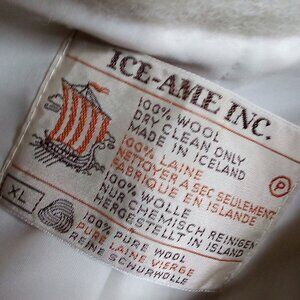 ICE-AME INC.
100% WOOL
DRY CLEAN ONLY
MADE IN ICELAND
100% LAINE
NETTOYER A SEC SEULEMENT
FABRIQUE EN ISLANDE
100% WOLLE
NUR CHEMISCH REINIGEN
HERGESTELLT IN ISLAND
P
XL
100% PURE WOOL
PURE LAINE VIERGE
REINE SCHURWOLLE